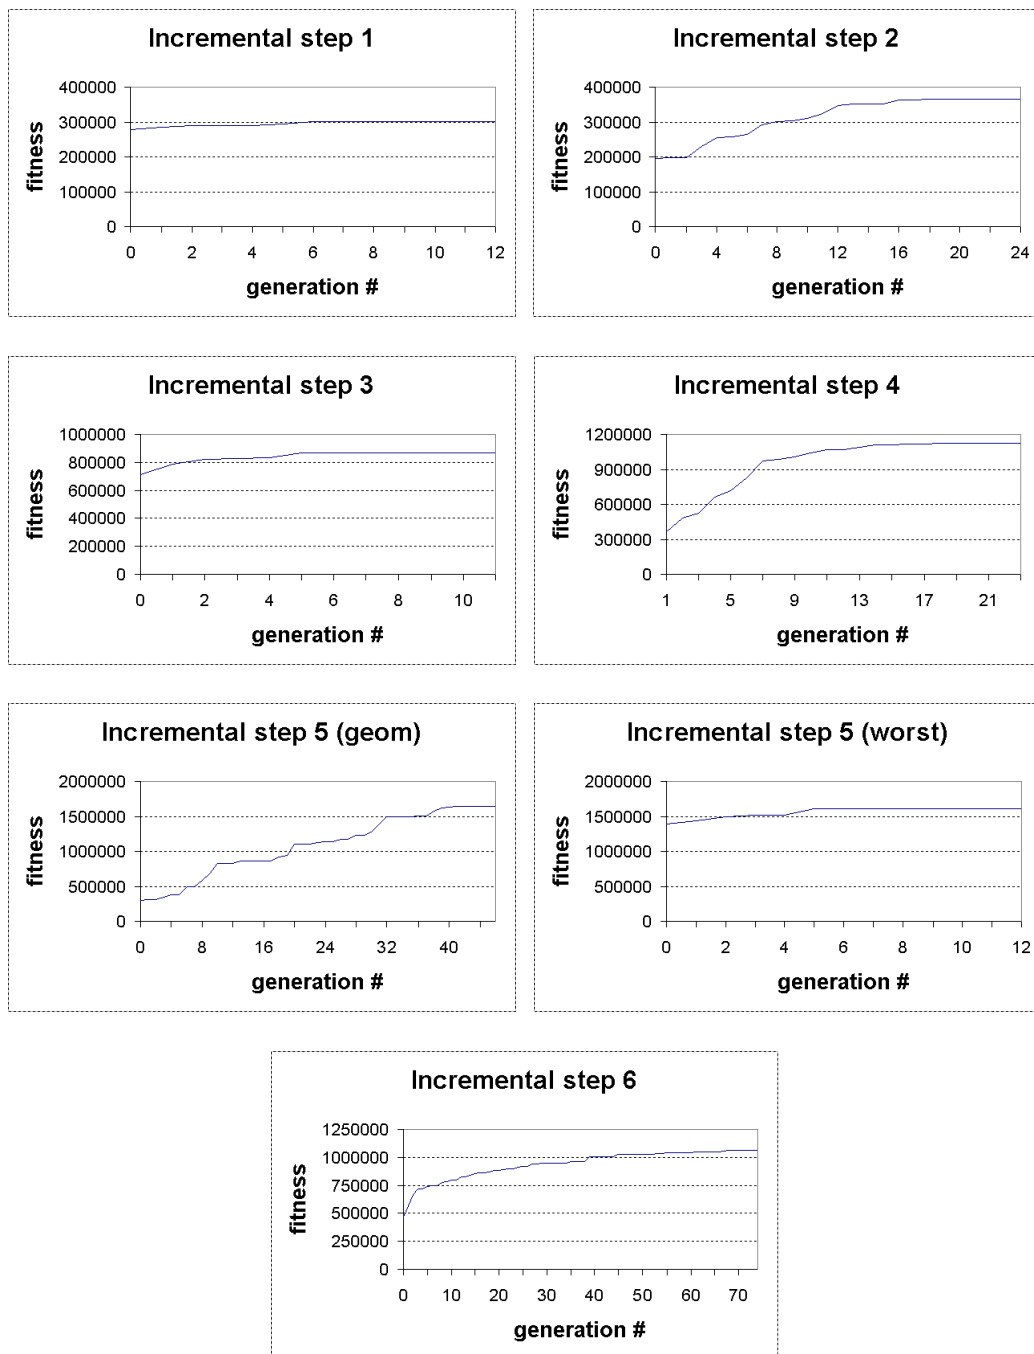 Incremental step 1
400000
300000
200000
100000
0
fitness
0 2 4 6 8 10 12
generation #
Incremental step 2
400000
300000
200000
100000
0
fitness
0 4 8 12 16 20 24
generation #
Incremental step 3
1000000
800000
600000
400000
200000
0
fitness
0 2 4 6 8 10
generation #
Incremental step 4
1200000
900000
600000
300000
0
fitness
1 5 9 13 17 21
generation #
Incremental step 5 (geom)
2000000
1500000
1000000
500000
0
fitness
0 8 16 24 32 40
generation #
Incremental step 5 (worst)
2000000
1500000
1000000
500000
0
fitness
0 2 4 6 8 10 12
generation #
Incremental step 6
1250000
1000000
750000
500000
250000
0
fitness
0 10 20 30 40 50 60 70
generation #